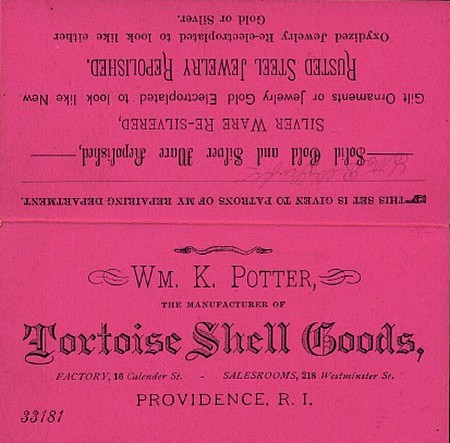 WM. K. POTTER,
THE MANUFACTURER OF
Tortoise Shell Goods,
FACTORY, 16 Calender St. - SALESROOMS, 218 Westminster St.
PROVIDENCE, R. I.
33181
☞THIS SET IS GIVEN TO PATRONS OF MY REPAIRING DEPARTMENT.
Solid Gold and Silver Ware Repolished,
SILVER WARE RE-SILVERED,
Gilt Ornaments or Jewelry Gold Electroplated to look like New.
RUSTED STEEL JEWELRY REPOLISHED.
Oxydized Jewelry Re-electroplated to look like either
Gold or Silver.